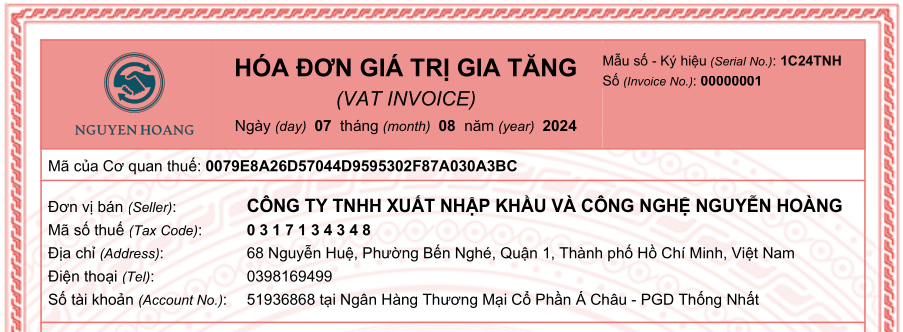 NGUYEN HOANG
HÓA ĐƠN GIÁ TRỊ GIA TĂNG
(VAT INVOICE)
Ngày (day) 07 tháng (month) 08 năm (year) 2024
Mẫu số - Ký hiệu (Serial No.): 1C24TNH
Số (Invoice No.): 00000001
Mã của Cơ quan thuế: 0079E8A26D57044D9595302F87A030A3BC
Đơn vị bán (Seller): CÔNG TY TNHH XUẤT NHẬP KHẨU VÀ CÔNG NGHỆ NGUYỄN HOÀNG
Mã số thuế (Tax Code): 0 3 1 7 1 3 4 3 4 8
Địa chỉ (Address): 68 Nguyễn Huệ, Phường Bến Nghé, Quận 1, Thành phố Hồ Chí Minh, Việt Nam
Điện thoại (Tel): 0398169499
Số tài khoản (Account No.): 51936868 tại Ngân Hàng Thương Mại Cổ Phần Á Châu - PGD Thống Nhất